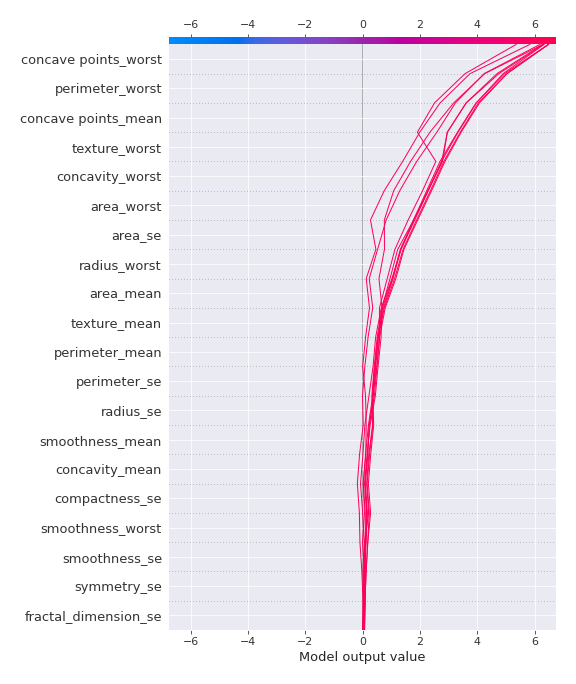 −6 −4 −2 0 2 4 6
concave points_worst
perimeter_worst
concave points_mean
texture_worst
concavity_worst
area_worst
area_se
radius_worst
area_mean
texture_mean
perimeter_mean
perimeter_se
radius_se
smoothness_mean
concavity_mean
compactness_se
smoothness_worst
smoothness_se
symmetry_se
fractal_dimension_se
−6 −4 −2 0 2 4 6
Model output value